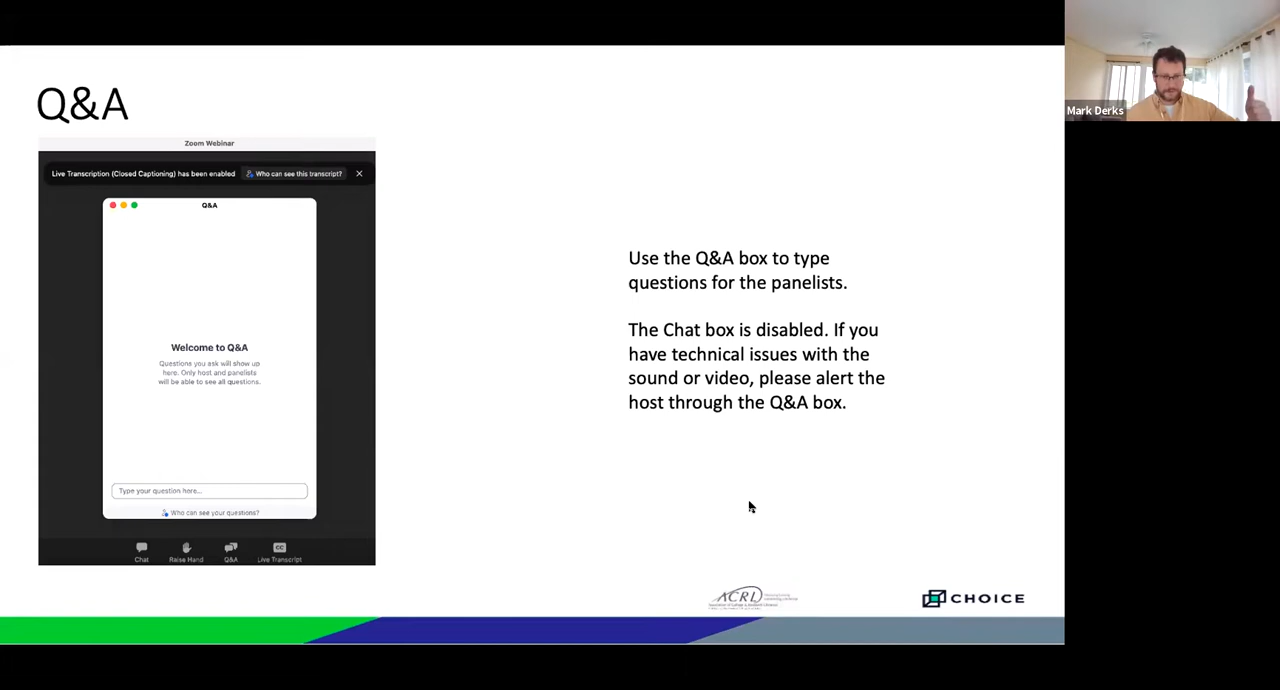 Mark Derks
Q&A
Zoom Webinar
Live Transcription (Closed Captioning) has been enabled
Who can see this transcript?
Q&A
Welcome to Q&A
Questions you ask will show up
here. Only host and panelists
will be able to see all questions.
Type your question here...
Who can see your questions?
Chat
Raise Hand
Q&A
CC
Live Transcript
Use the Q&A box to type
questions for the panelists.
The Chat box is disabled. If you
have technical issues with the
sound or video, please alert the
host through the Q&A box.
ACRL
CHOICE